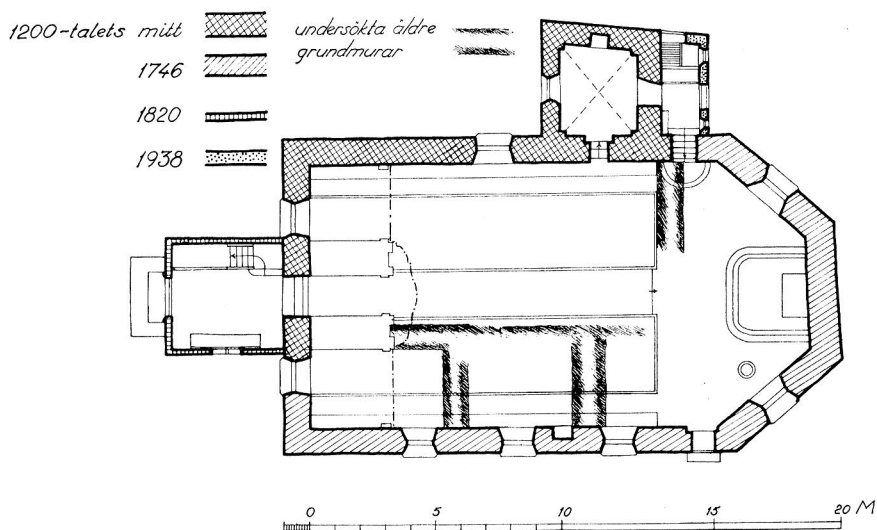 1200-talets mitt
1746
1820
1938
undersökta äldre
grundmurar
0 5 10 15 20 M